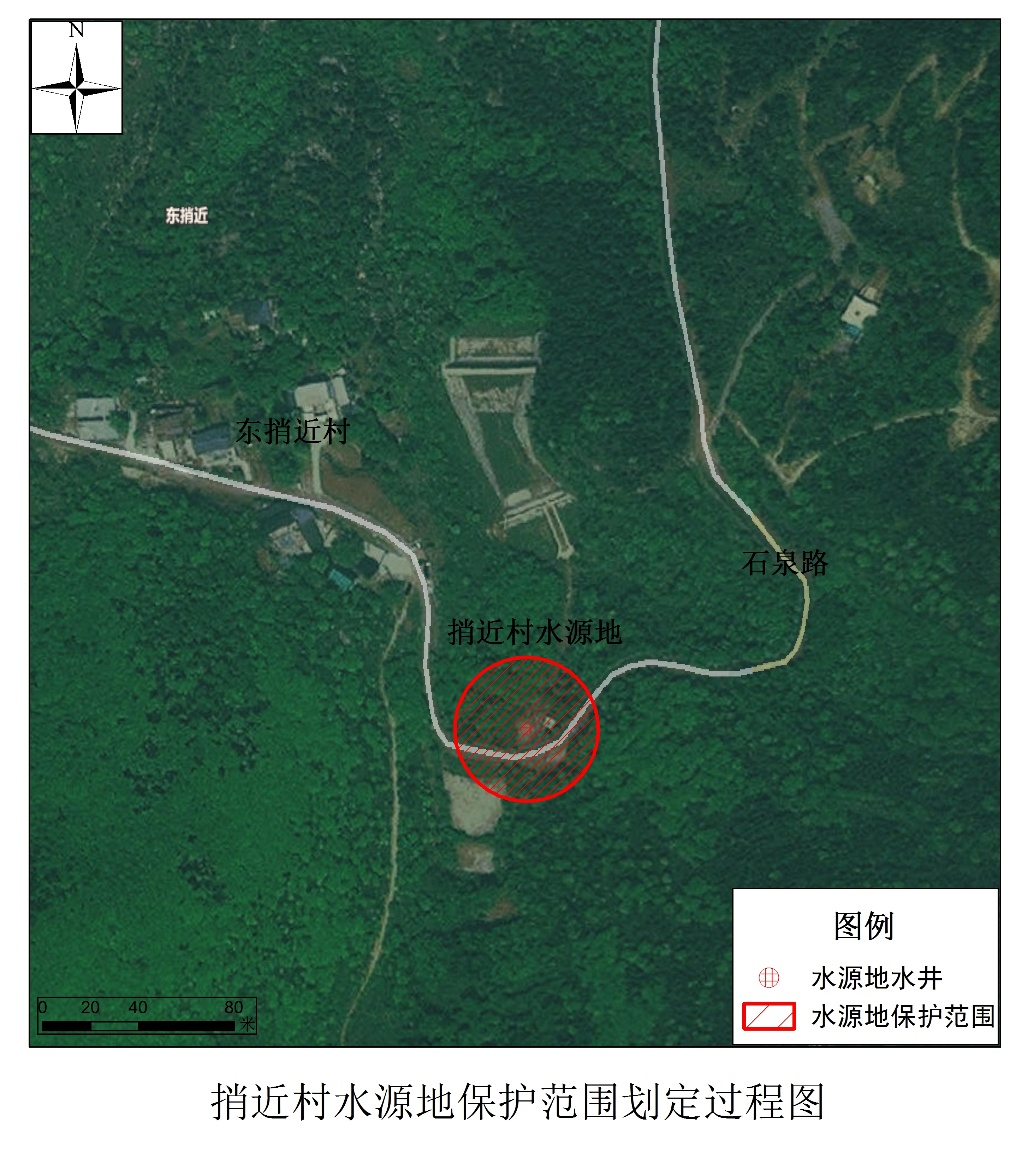 N
东捎近
东捎近村
石泉路
捎近村水源地
图例
水源地水井
水源地保护范围
0 20 40 80
米
捎近村水源地保护范围划定过程图